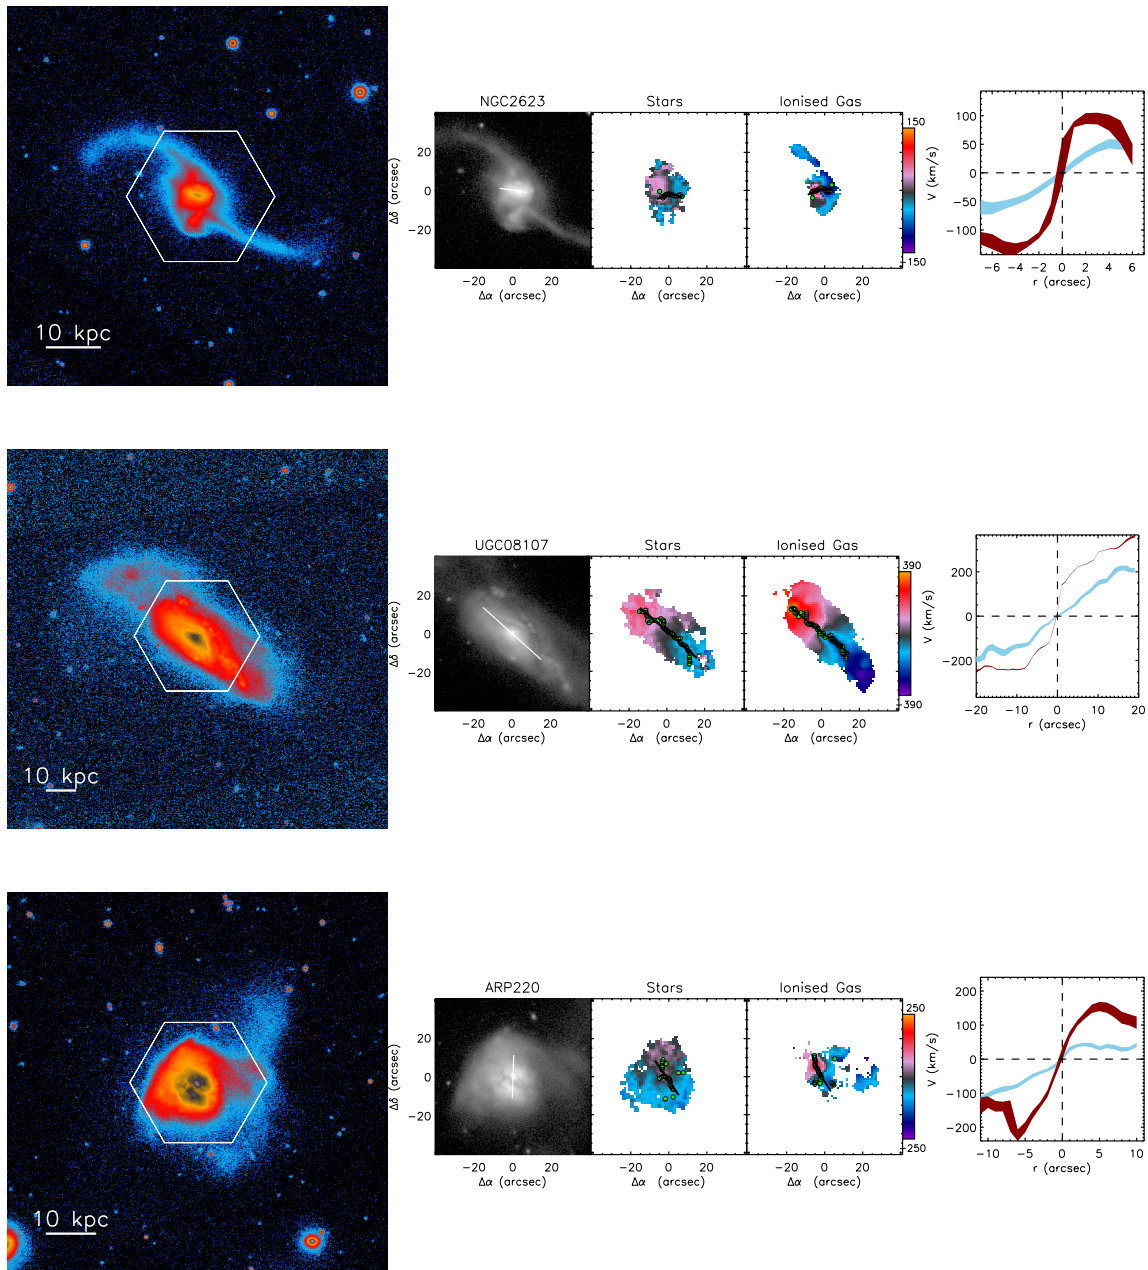 10 kpc
NGC2623
Stars
Ionised Gas
Δδ (arcsec)
20
0
−20
−20 0 20
Δα (arcsec)
−20 0 20
Δα (arcsec)
−20 0 20
Δα (arcsec)
150
−150
V (km/s)
100
50
0
−50
−100
−6 −4 −2 0 2 4 6
r (arcsec)
10 kpc
UGC08107
Stars
Ionised Gas
Δδ (arcsec)
20
0
−20
−20 0 20
Δα (arcsec)
−20 0 20
Δα (arcsec)
−20 0 20
Δα (arcsec)
390
−390
V (km/s)
200
0
−200
−20 −10 0 10 20
r (arcsec)
10 kpc
ARP220
Stars
Ionised Gas
Δδ (arcsec)
20
0
−20
−20 0 20
Δα (arcsec)
−20 0 20
Δα (arcsec)
−20 0 20
Δα (arcsec)
250
−250
V (km/s)
200
100
0
−100
−200
−10 −5 0 5 10
r (arcsec)